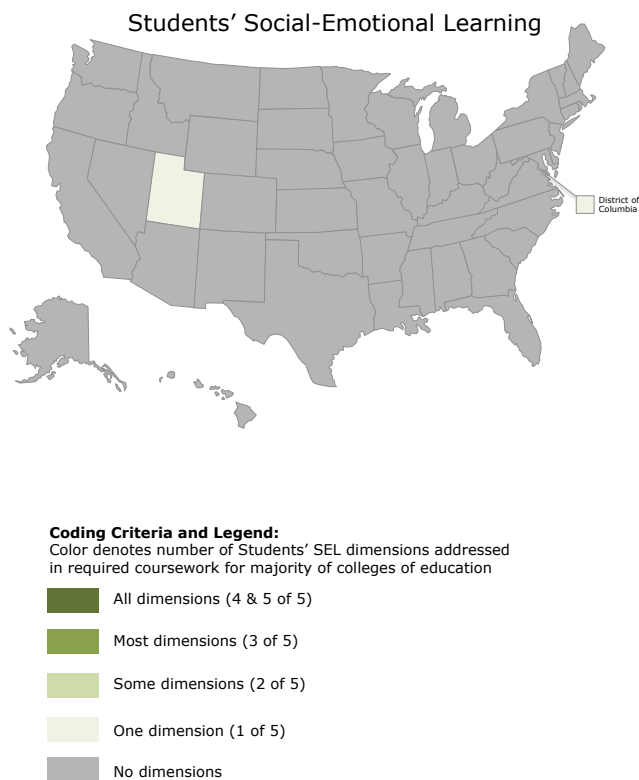 Students' Social-Emotional Learning
District of
Columbia
Coding Criteria and Legend:
Color denotes number of Students' SEL dimensions addressed
in required coursework for majority of colleges of education
All dimensions (4 & 5 of 5)
Most dimensions (3 of 5)
Some dimensions (2 of 5)
One dimension (1 of 5)
No dimensions